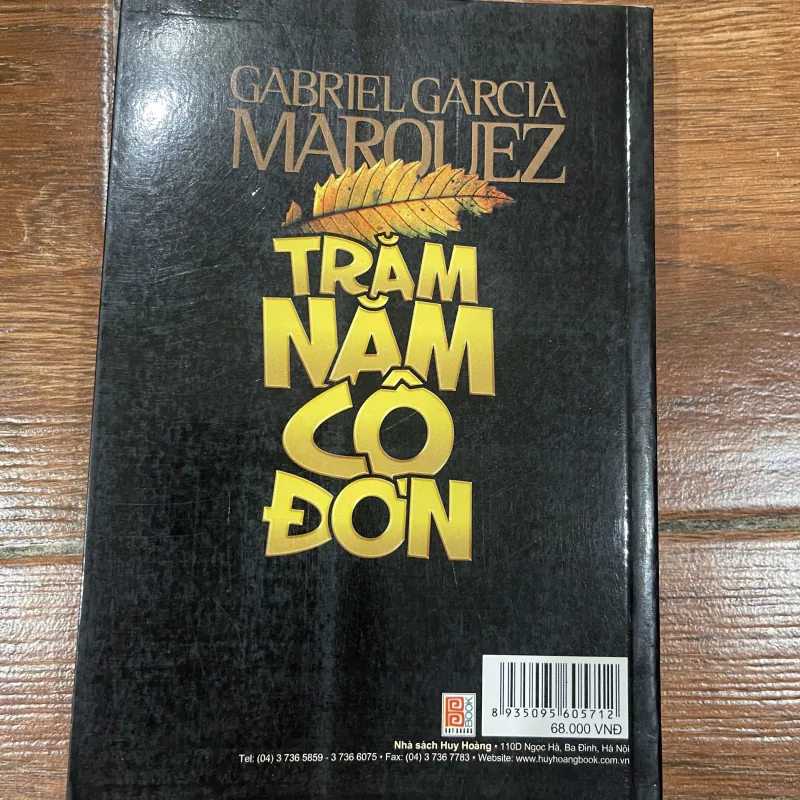 GABRIEL GARCIA
MARQUEZ
TRĂM
NĂM
CÔ
ĐƠN
BOOK
HUY HOANG
8 935095 605712
68.000 VNĐ
Nhà sách Huy Hoàng • 110D Ngọc Hà, Ba Đình, Hà Nội
Tel: (04) 3 736 5859 - 3 736 6075 • Fax: (04) 3 736 7783 • Website: www.huyhoangbook.com.vn